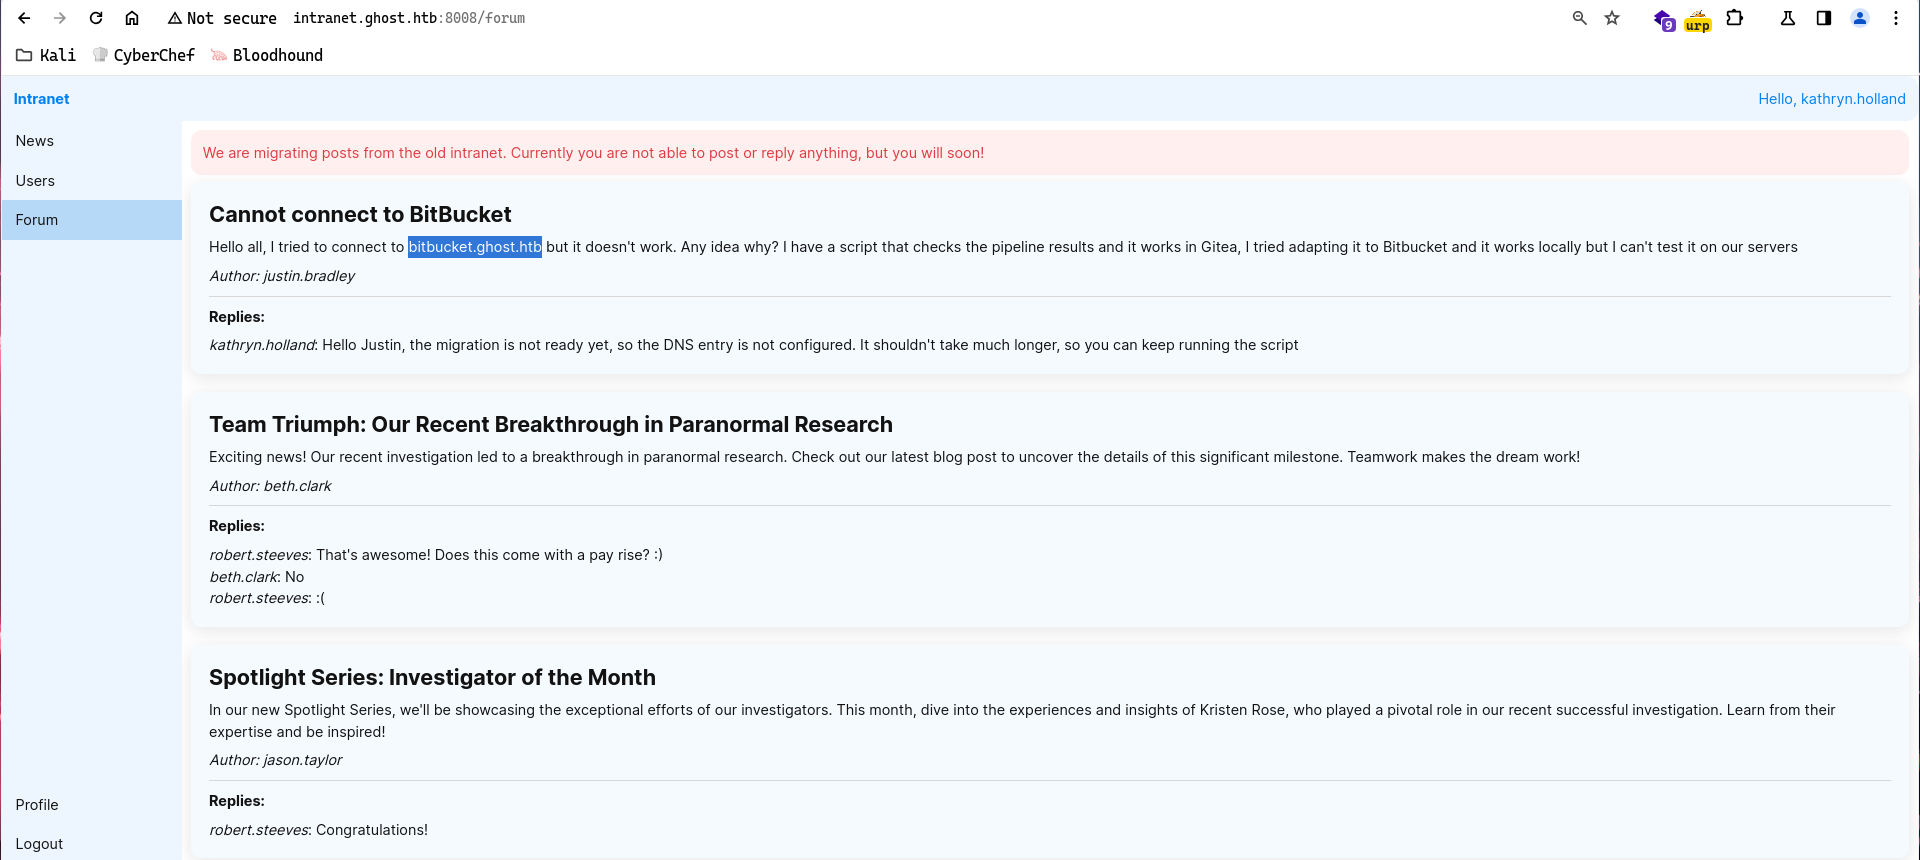 Not secure intranet.ghost.htb:8008/forum
9
urp
Kali CyberChef Bloodhound
Intranet
Hello, kathryn.holland
News
Users
Forum
We are migrating posts from the old intranet. Currently you are not able to post or reply anything, but you will soon!
Cannot connect to BitBucket
Hello all, I tried to connect to bitbucket.ghost.htb but it doesn't work. Any idea why? I have a script that checks the pipeline results and it works in Gitea, I tried adapting it to Bitbucket and it works locally but I can't test it on our servers
Author: justin.bradley
Replies:
kathryn.holland: Hello Justin, the migration is not ready yet, so the DNS entry is not configured. It shouldn't take much longer, so you can keep running the script
Team Triumph: Our Recent Breakthrough in Paranormal Research
Exciting news! Our recent investigation led to a breakthrough in paranormal research. Check out our latest blog post to uncover the details of this significant milestone. Teamwork makes the dream work!
Author: beth.clark
Replies:
robert.steeves: That's awesome! Does this come with a pay rise? :)
beth.clark: No
robert.steeves: :(
Spotlight Series: Investigator of the Month
In our new Spotlight Series, we'll be showcasing the exceptional efforts of our investigators. This month, dive into the experiences and insights of Kristen Rose, who played a pivotal role in our recent successful investigation. Learn from their
expertise and be inspired!
Author: jason.taylor
Replies:
robert.steeves: Congratulations!
Profile
Logout